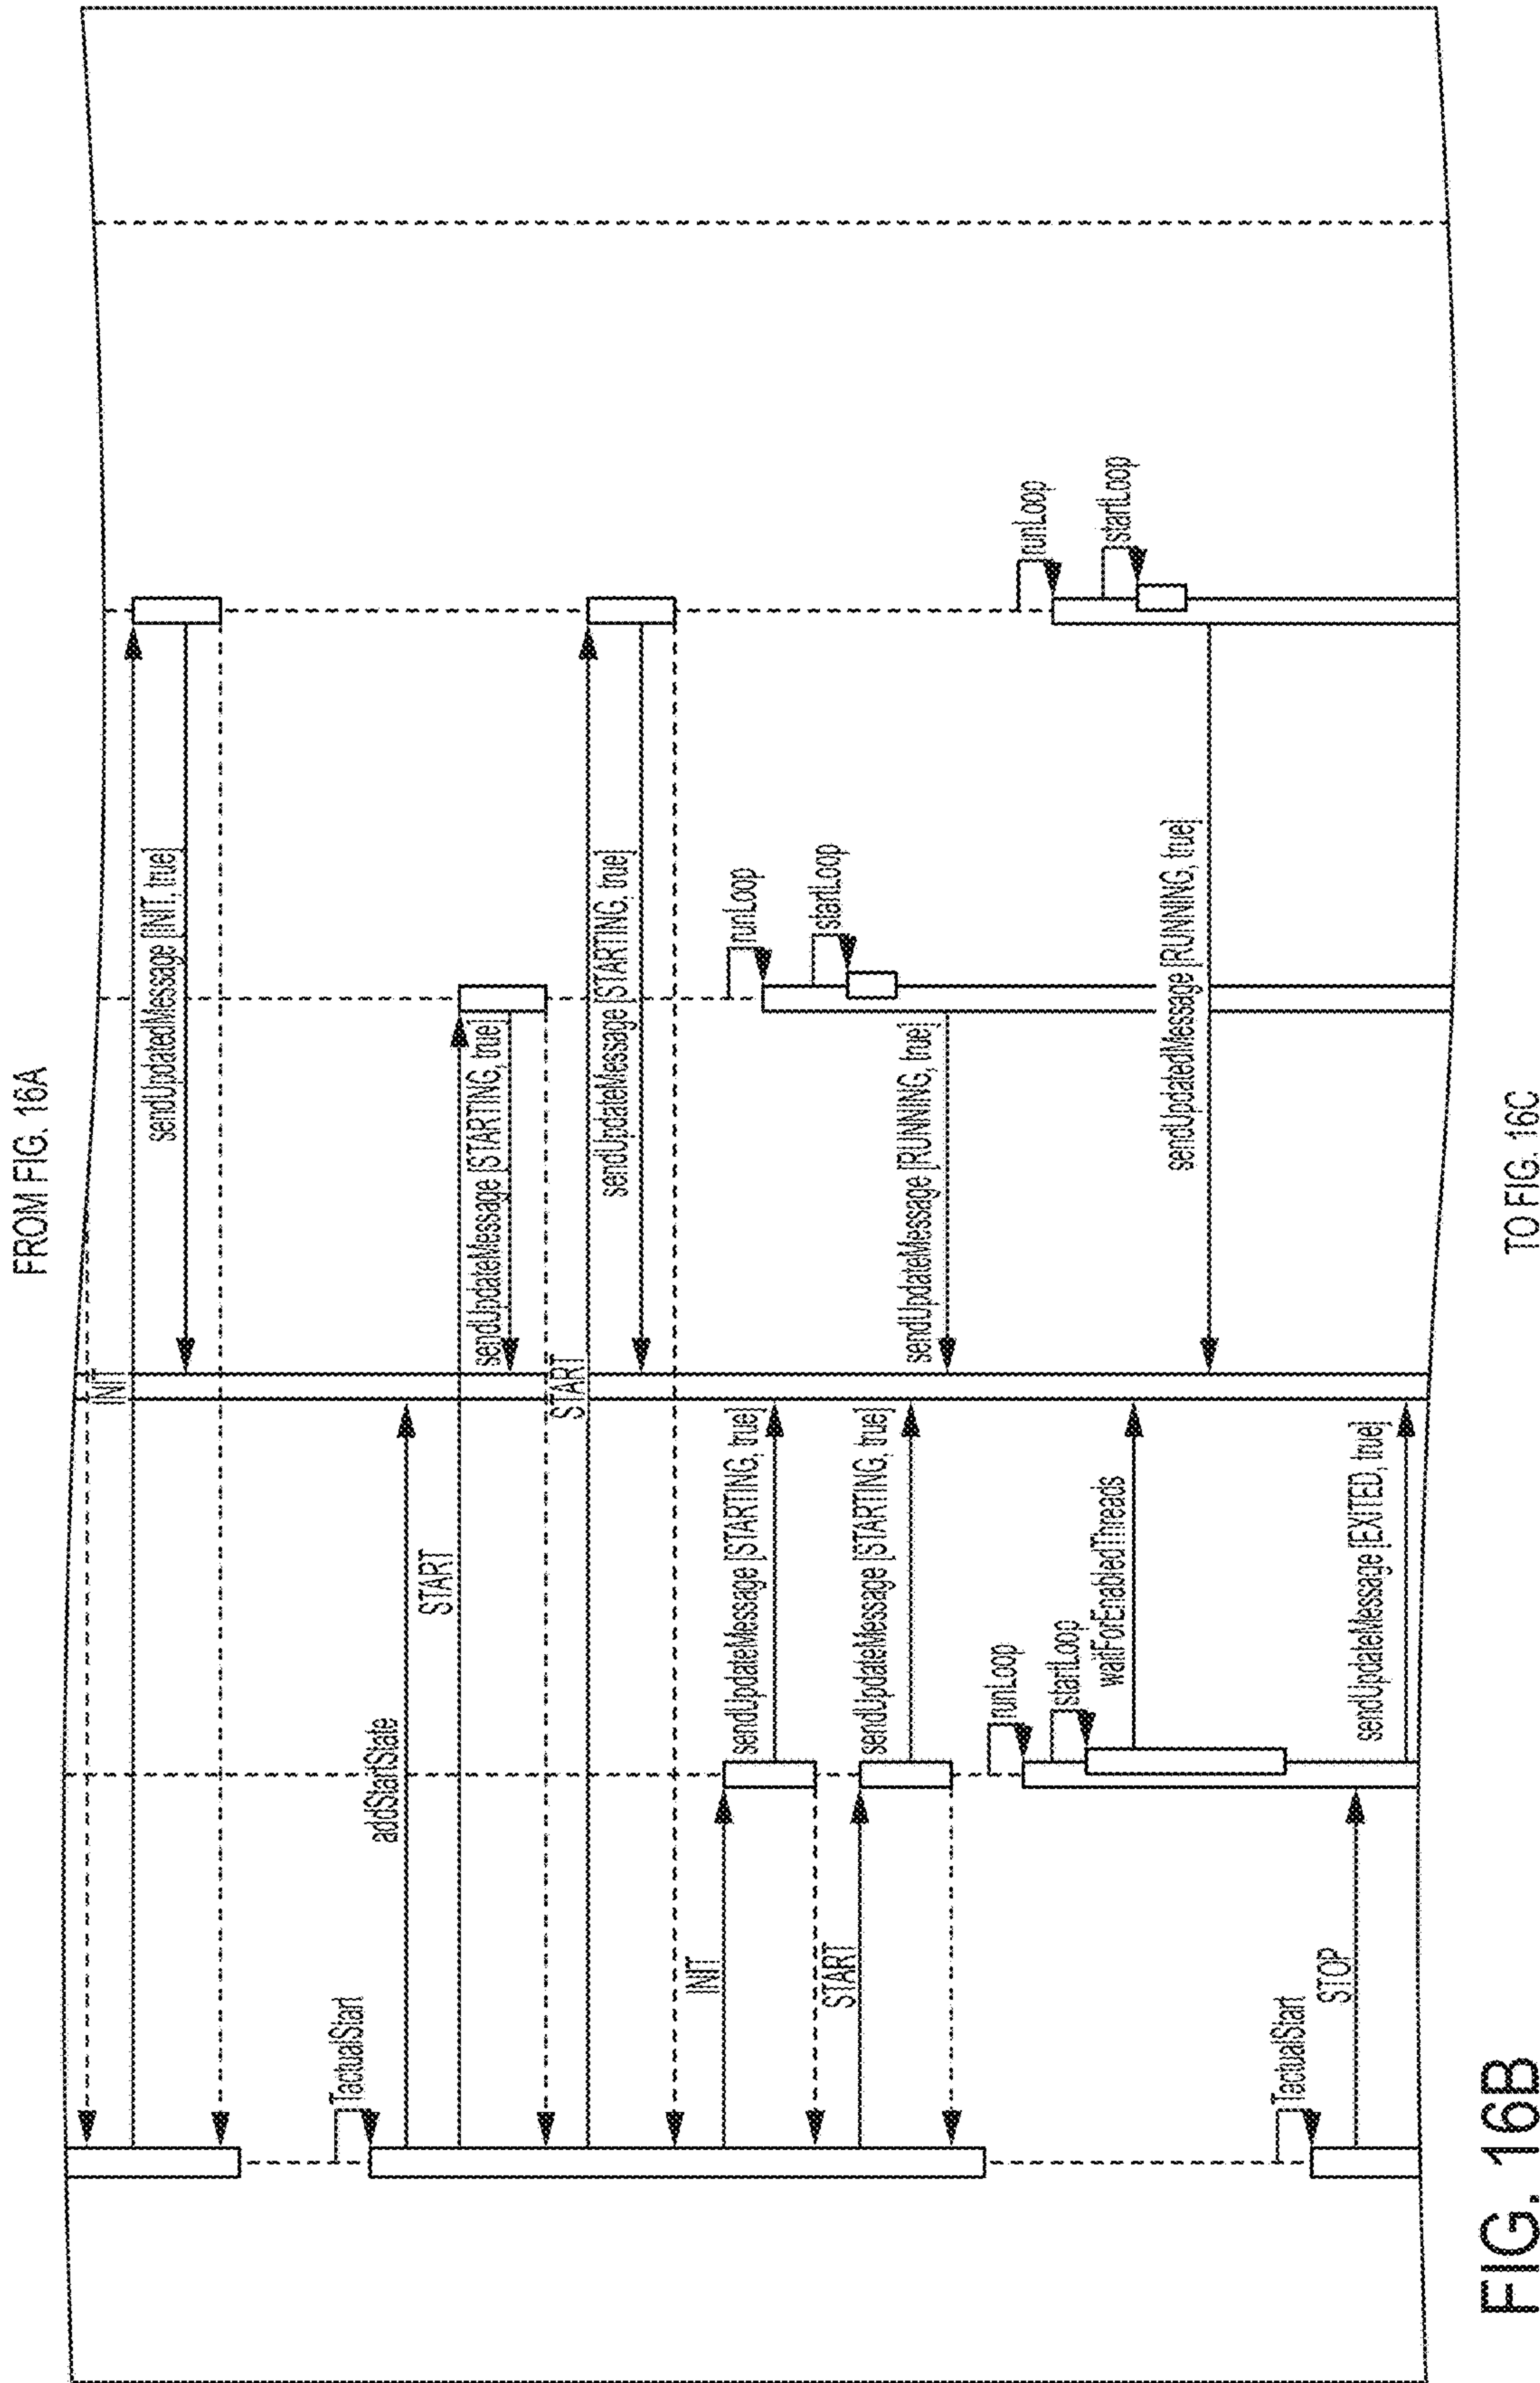 FROM FIG. 16A
INIT
sendUpdatedMessage [INIT, true]
TactualStart
addStartState
START
sendUpdateMessage [STARTING, true]
START
sendUpdateMessage [STARTING, true]
INIT
sendUpdateMessage [STARTING, true]
runLoop
startLoop
START
sendUpdateMessage [STARTING, true]
sendUpdateMessage [RUNNING, true]
runLoop
runLoop
startLoop
waitForEnabledThreads
startLoop
sendUpdatedMessage [RUNNING, true]
TactualStart
STOP
sendUpdateMessage [EXITED, true]
FIG. 16B
TO FIG. 16C